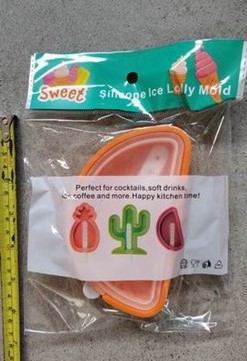 Sweet
Silicone Ice Lolly Mold
Perfect for cocktails,soft drinks,
ice coffee and more.Happy kitchen time!